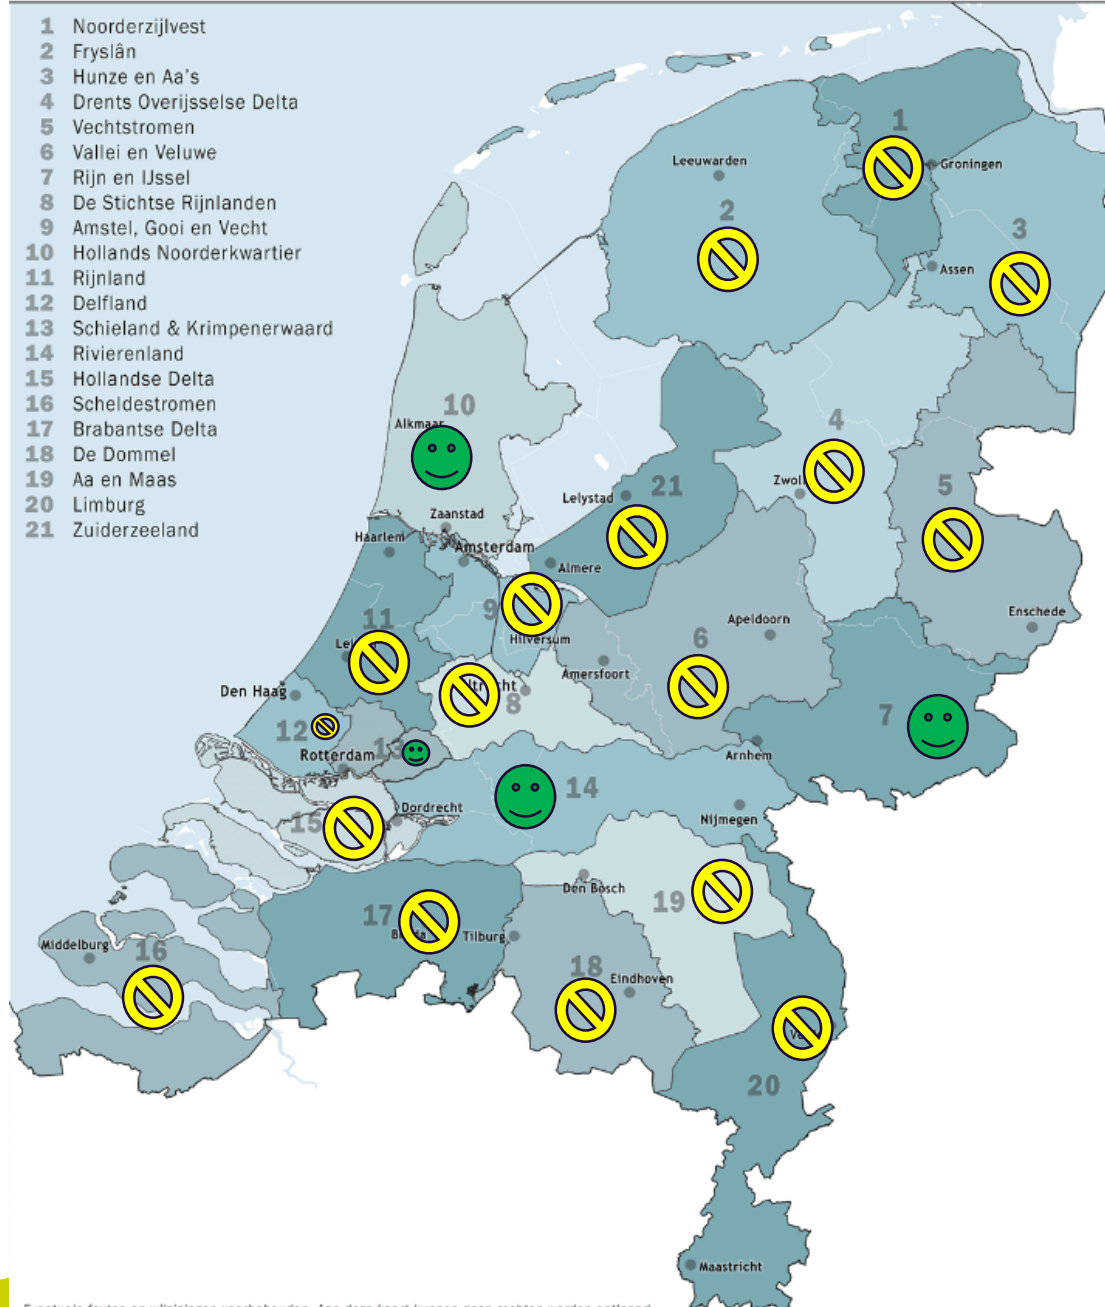 1 Noorderzijlvest
2 Fryslân
3 Hunze en Aa's
4 Drents Overijsselse Delta
5 Vechtstromen
6 Vallei en Veluwe
7 Rijn en IJssel
8 De Stichtse Rijnlanden
9 Amstel, Gooi en Vecht
10 Hollands Noorderkwartier
11 Rijnland
12 Delfland
13 Schieland & Krimpenerwaard
14 Rivierenland
15 Hollandse Delta
16 Scheldestromen
17 Brabantse Delta
18 De Dommel
19 Aa en Maas
20 Limburg
21 Zuiderzeeland
1
Leeuwarden
Groningen
2
3
Assen
10
Alkmaar
4
Zwol
21
5
Lelystad
Zaanstad
Haarlem
Amsterdam
Almere
9
Enschede
11
Apeldoorn
Hilversum
6
Amersfoort
Den Haag
8
7
12
13
Rotterdam
Arnhem
14
Dordrecht
15
Nijmegen
Den Bosch
19
17
Tilburg
Middelburg
16
18
Eindhoven
20
Maastricht